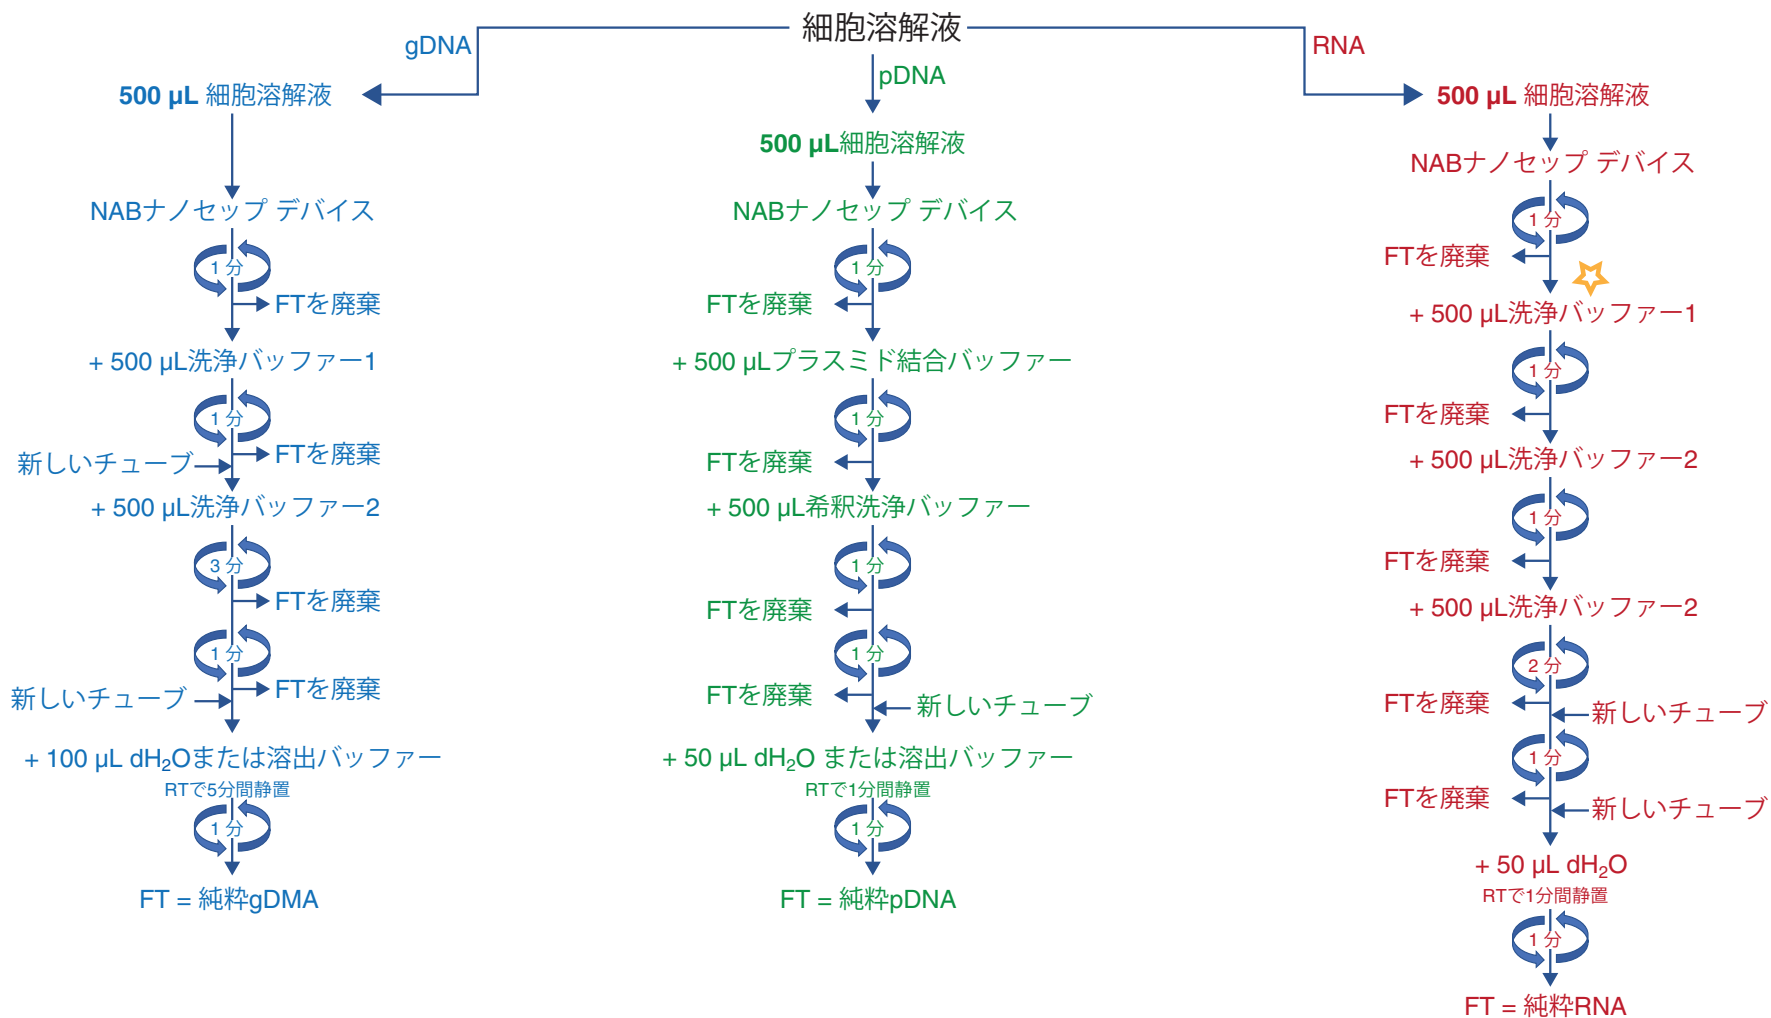 細胞溶解液
gDNA
500 µL 細胞溶解液
NABナノセップ デバイス
1 分
FTを廃棄
+ 500 µL洗浄バッファー1
1 分
FTを廃棄
新しいチューブ
+ 500 µL洗浄バッファー2
3 分
FTを廃棄
1 分
FTを廃棄
新しいチューブ
+ 100 µL dH₂Oまたは溶出バッファー
RTで5分間静置
1 分
FT = 純粋gDMA
pDNA
500 µL細胞溶解液
NABナノセップ デバイス
1 分
FTを廃棄
+ 500 µLプラスミド結合バッファー
1 分
FTを廃棄
+ 500 µL希釈洗浄バッファー
1 分
FTを廃棄
1 分
FTを廃棄
新しいチューブ
+ 50 µL dH₂O または溶出バッファー
RTで1分間静置
1 分
FT = 純粋pDNA
RNA
500 µL 細胞溶解液
NABナノセップ デバイス
1 分
FTを廃棄
+ 500 µL洗浄バッファー1
1 分
FTを廃棄
+ 500 µL洗浄バッファー2
1 分
FTを廃棄
+ 500 µL洗浄バッファー2
2 分
FTを廃棄
新しいチューブ
1 分
FTを廃棄
新しいチューブ
+ 50 µL dH₂O
RTで1分間静置
1 分
FT = 純粋RNA